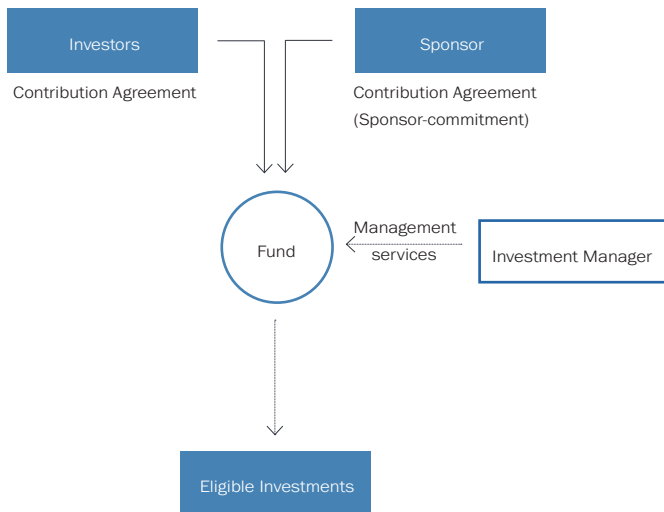 Investors
Sponsor
Contribution Agreement
Contribution Agreement
(Sponsor-commitment)
Fund
Management
services
Investment Manager
Eligible Investments